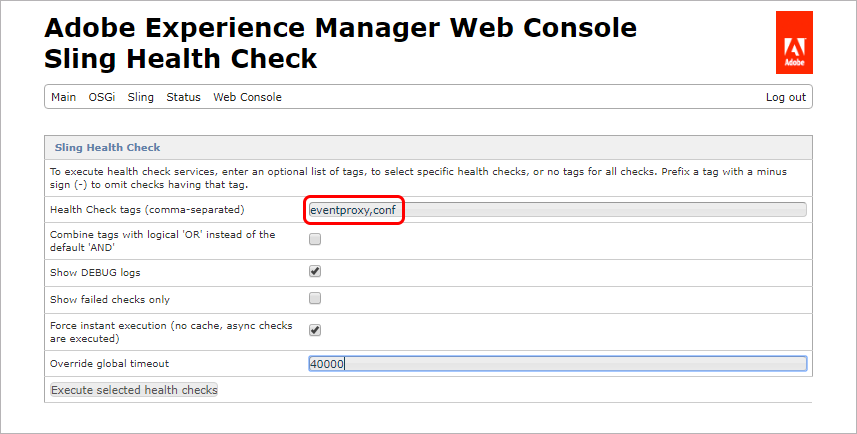 Adobe Experience Manager Web Console
Sling Health Check
Adobe
Main OSGi Sling Status Web Console Log out
Sling Health Check
To execute health check services, enter an optional list of tags, to select specific health checks, or no tags for all checks. Prefix a tag with a minus
sign (-) to omit checks having that tag.
Health Check tags (comma-separated) eventproxy,conf
Combine tags with logical 'OR' instead of the
default 'AND'
Show DEBUG logs
Show failed checks only
Force instant execution (no cache, async checks
are executed)
Override global timeout 40000
Execute selected health checks